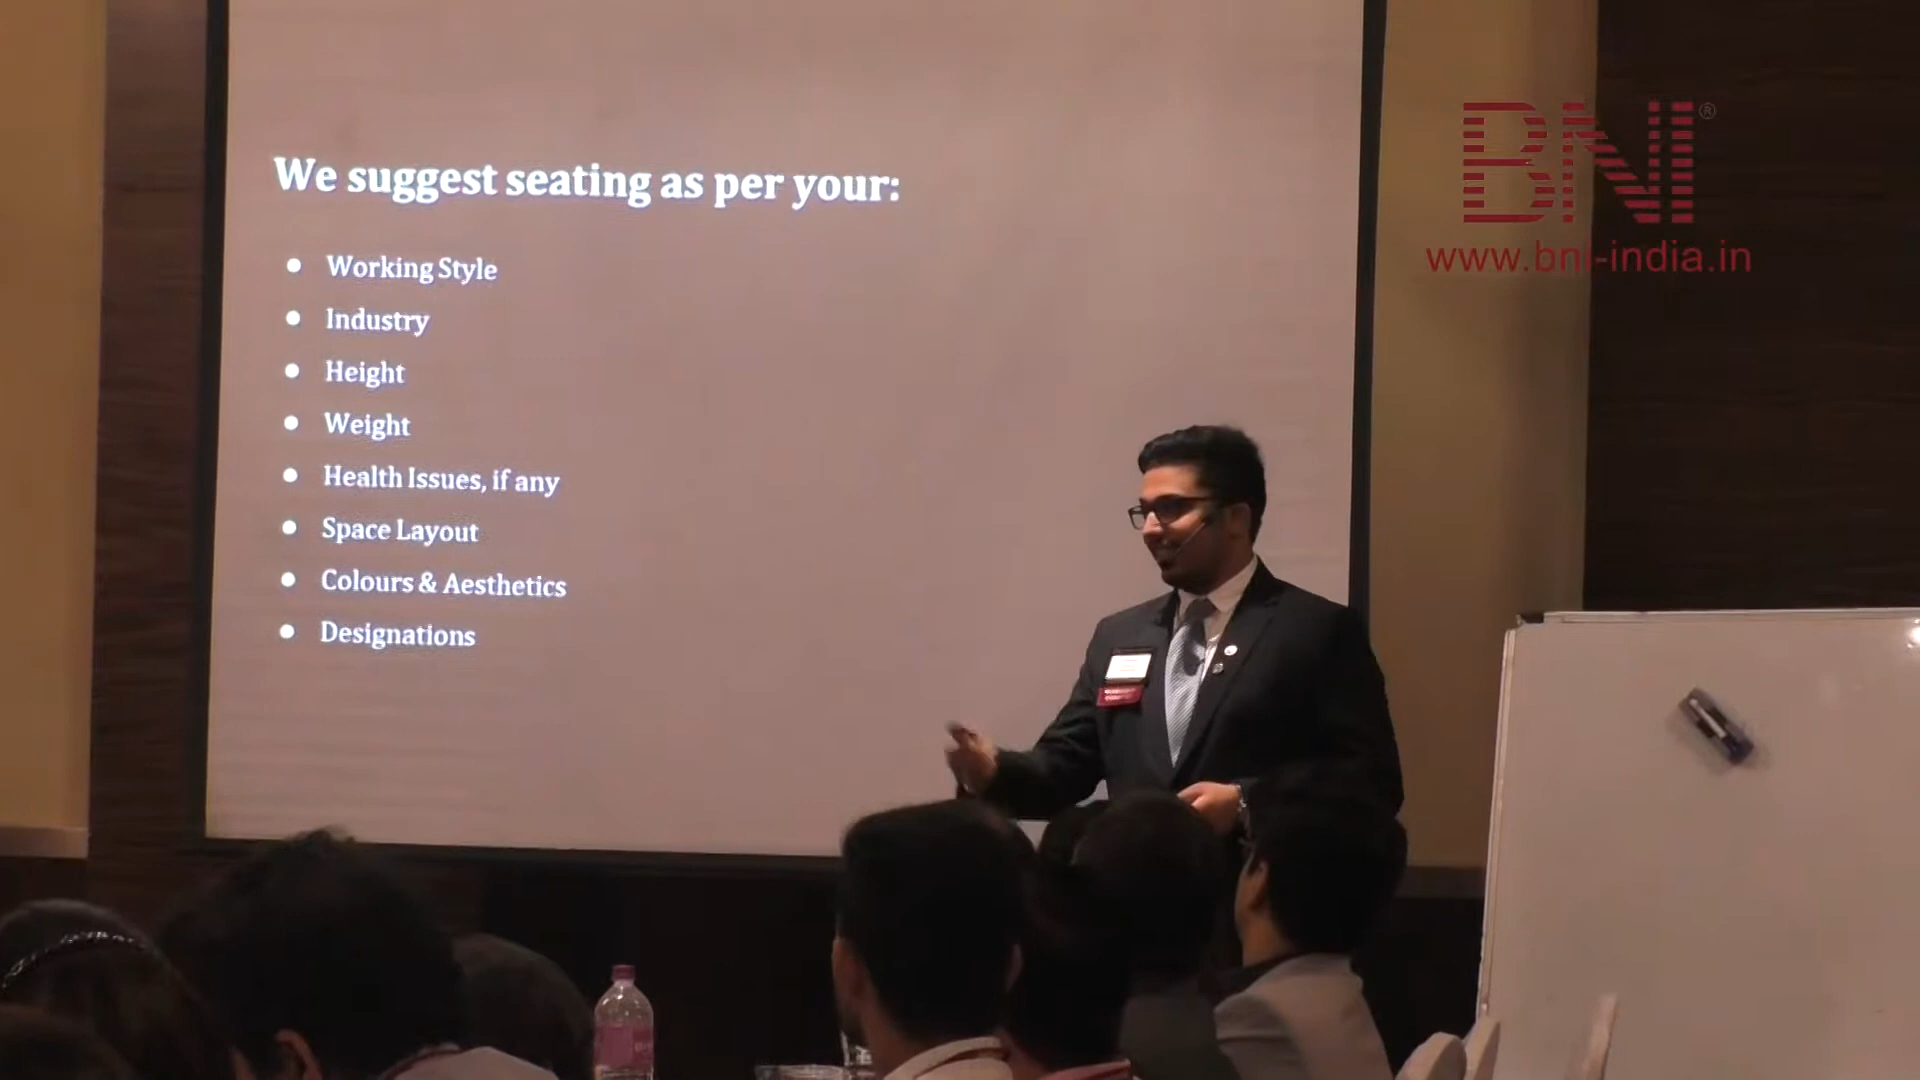 We suggest seating as per your:
● Working Style
● Industry
● Height
● Weight
● Health Issues, if any
● Space Layout
● Colours & Aesthetics
● Designations
BNI®
www.bni-india.in